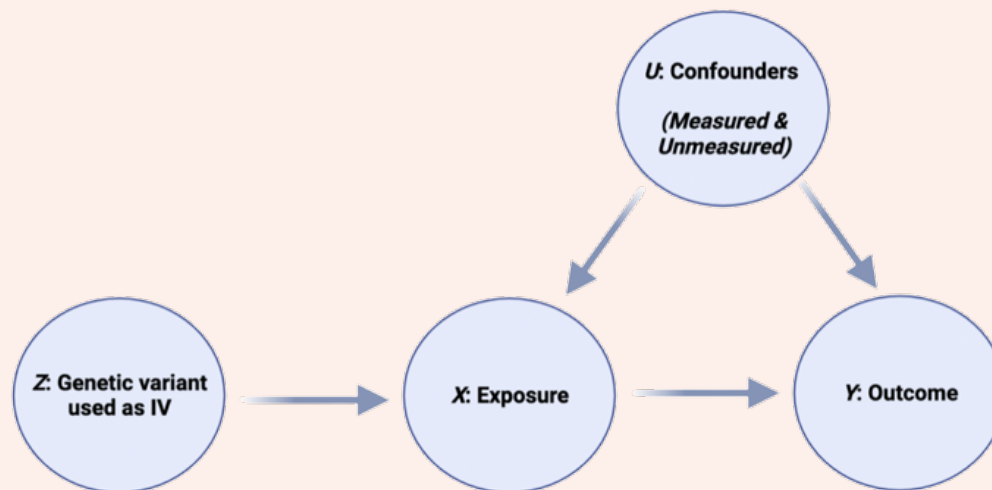 U: Confounders
(Measured &
Unmeasured)
Z: Genetic variant
used as IV
X: Exposure
Y: Outcome